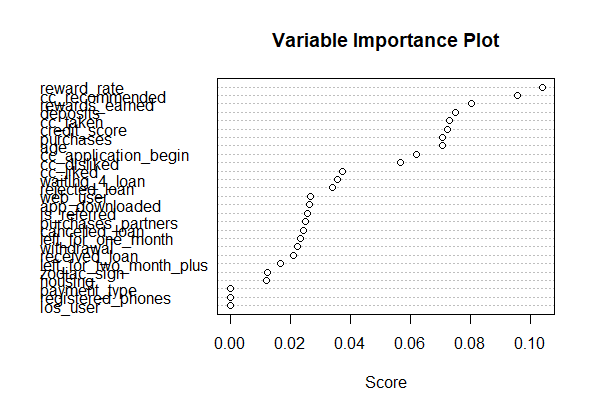 Variable Importance Plot
reward_rate
cc_recommended
rewards_earned
deposits
cc_taken
credit_score
purchases
age
cc_application_begin
cc_disliked
cc_liked
waiting_4_loan
rejected_loan
web_user
app_downloaded
is_referred
purchases_partners
cancelled_loan
left_for_one_month
withdrawal
received_loan
left_for_two_month_plus
zodiac_sign
housing
payment_type
registered_phones
ios_user
0.00 0.02 0.04 0.06 0.08 0.10
Score